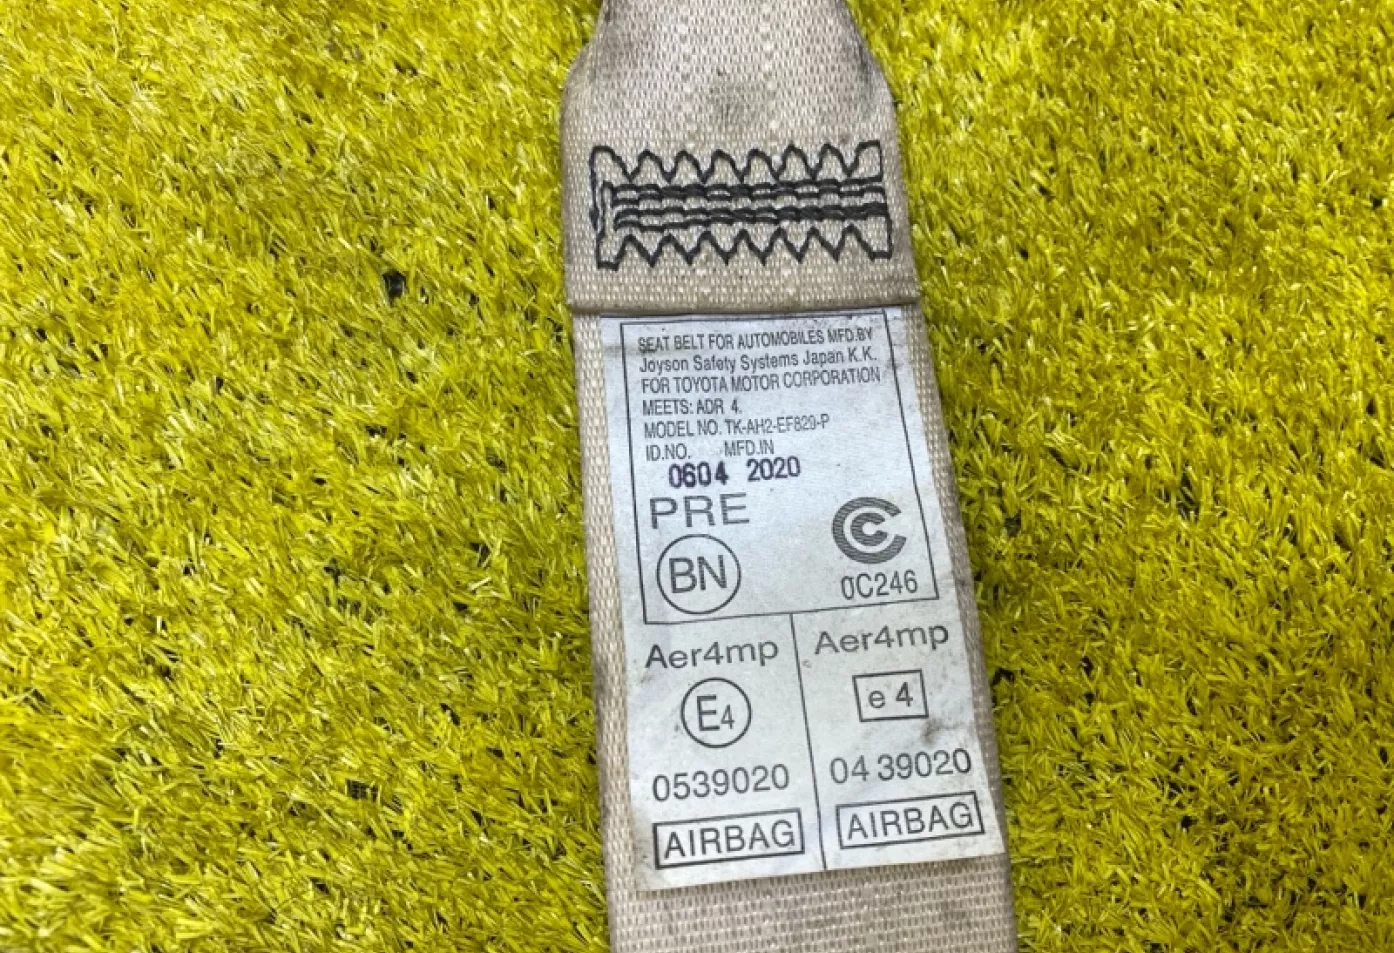 SEAT BELT FOR AUTOMOBILES MFD.BY
Joyson Safety Systems Japan K.K.
FOR TOYOTA MOTOR CORPORATION
MEETS: ADR 4.
MODEL NO. TK-AH2-EF829-P
ID.NO. MFD.IN
0604 2020
PRE
BN
0C246
Aer4mp
E4
0539020
AIRBAG
Aer4mp
e 4
04 39020
AIRBAG